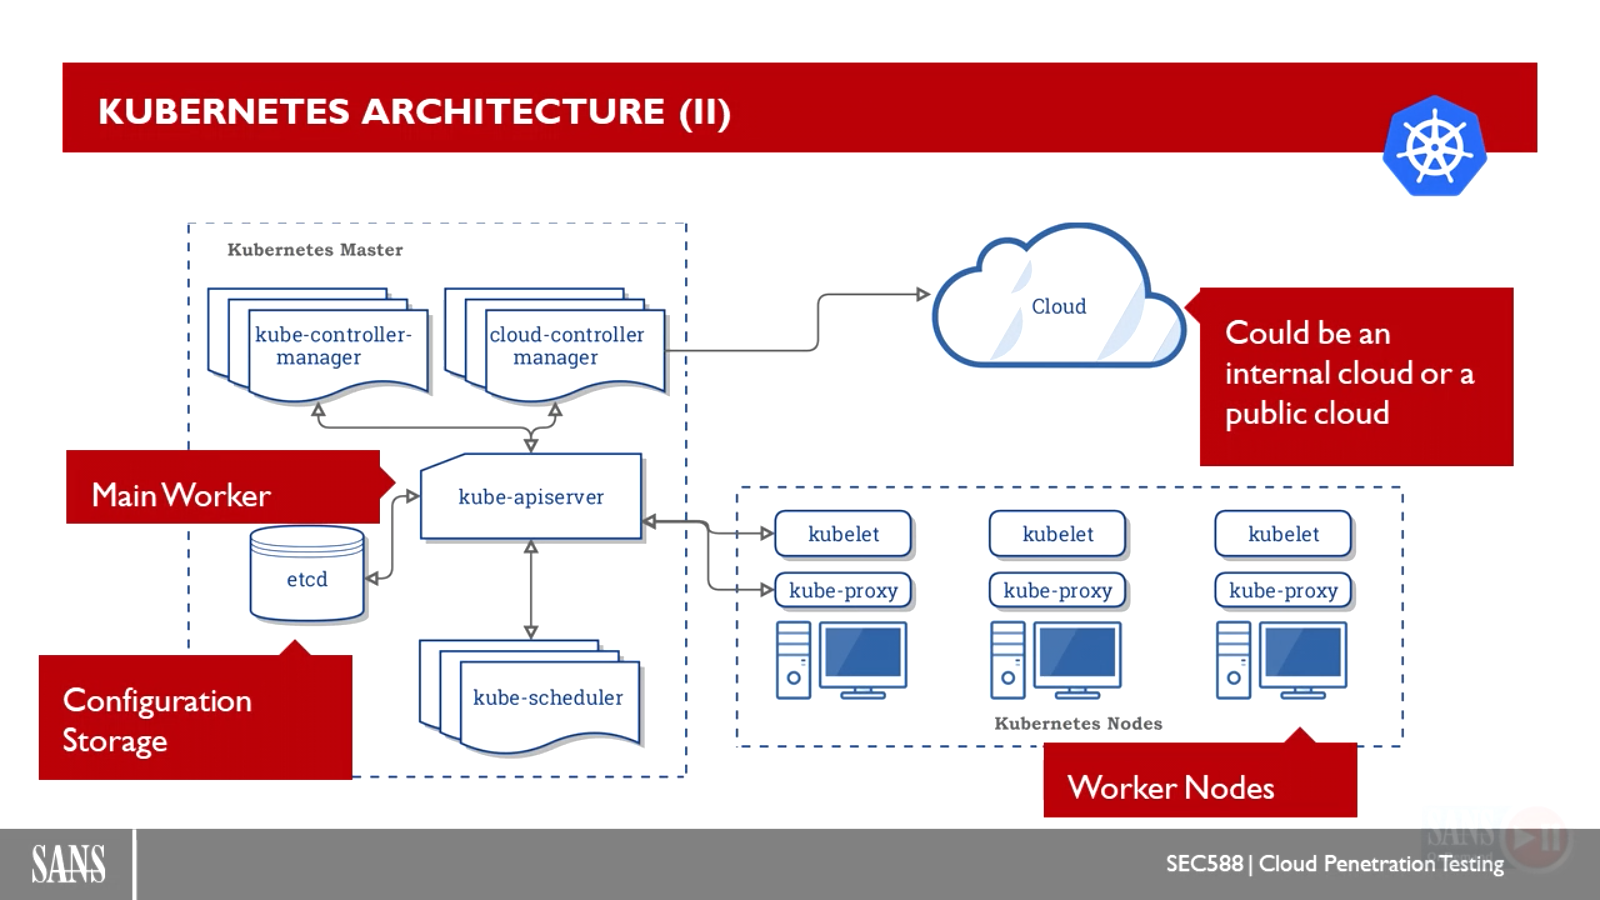 KUBERNETES ARCHITECTURE (II)
Kubernetes Master
kube-controller-
manager
cloud-controller
manager
Cloud
Could be an
internal cloud or a
public cloud
Main Worker
kube-apiserver
etcd
Configuration
Storage
kube-scheduler
kubelet
kubelet
kubelet
kube-proxy
kube-proxy
kube-proxy
Kubernetes Nodes
Worker Nodes
SANS
SANS
SEC588 | Cloud Penetration Testing